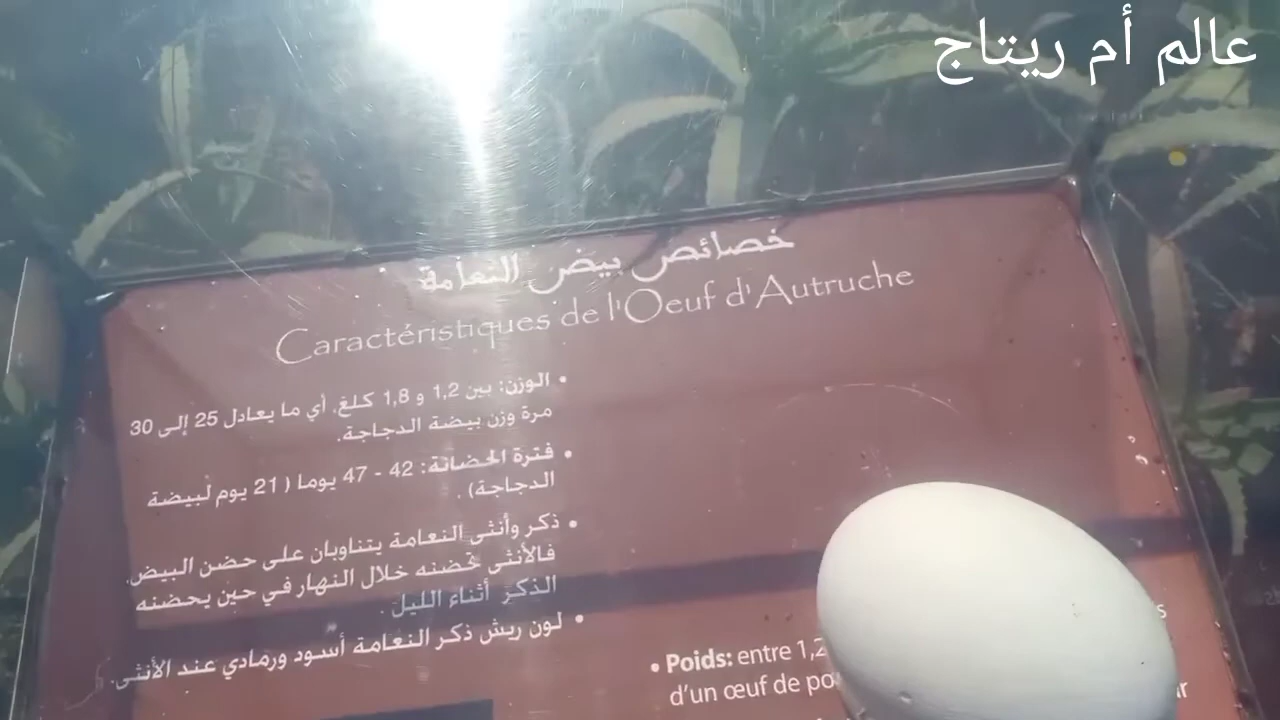 عالم أم ريتاج
خصائص بيض النعامة
Caractéristiques de l'Oeuf d'Autruche
• الوزن: بين 1,2 و 1,8 كلغ. أي ما يعادل 25 إلى 30
مرة وزن بيضة الدجاجة.
• فترة الحضانة: 42 - 47 يوما ( 21 يوم لبيضة
الدجاجة) .
• ذكر وأنثى النعامة يتناوبان على حضن البيض.
فالأنثى تحضنه خلال النهار في حين يحضنه
الذكر أثناء الليل .
• لون ريش ذكر النعامة أسود ورمادي عند الأنثى.
• Poids: entre 1,2
d'un œuf de